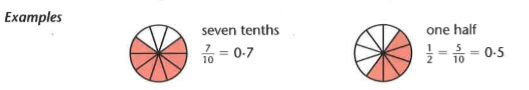 Examples
seven tenths
7/10 = 0·7
one half
1/2 = 5/10 = 0·5